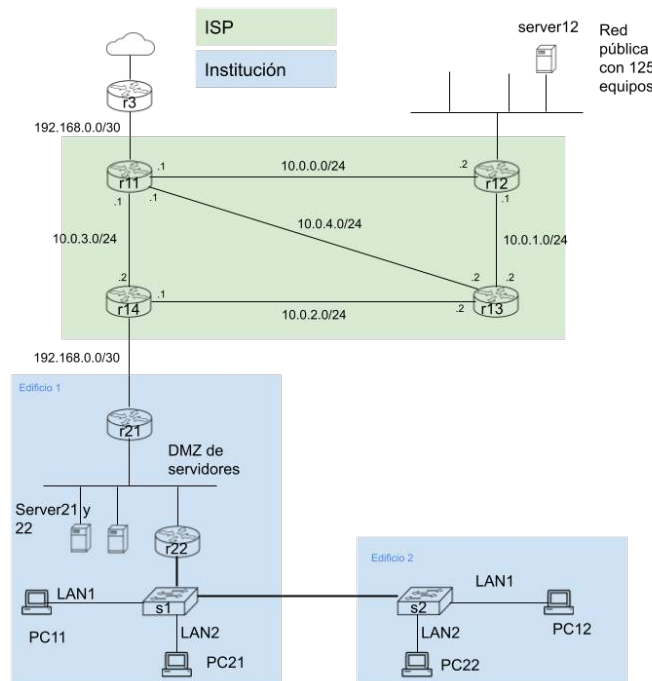 ISP
Institución
server12
Red
pública
con 125
equipos
r3
192.168.0.0/30
r11
.1
.1
.1
10.0.0.0/24
.2
r12
.1
10.0.3.0/24
10.0.4.0/24
10.0.1.0/24
.2
r14
.1
10.0.2.0/24
.2
.2
.2
r13
192.168.0.0/30
Edificio 1
r21
DMZ de
servidores
Server21 y
22
r22
LAN1
s1
PC11
LAN2
PC21
Edificio 2
LAN1
s2
PC12
LAN2
PC22